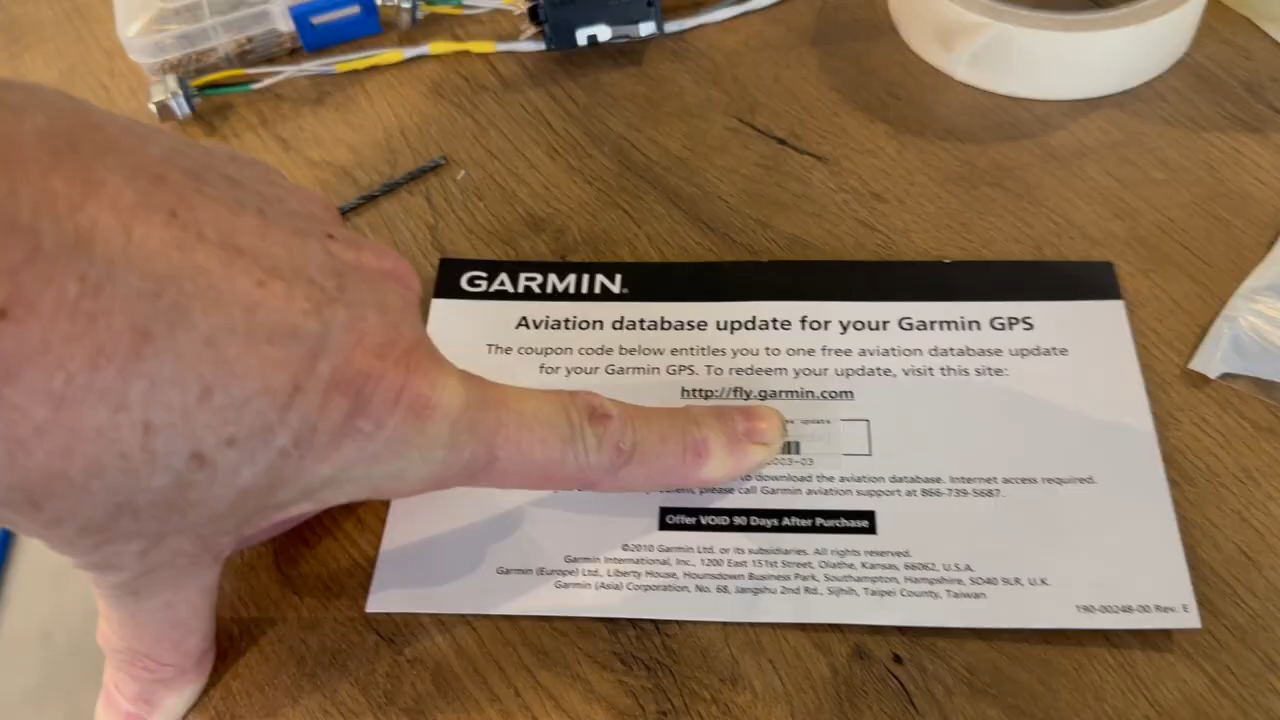 GARMIN.
Aviation database update for your Garmin GPS
The coupon code below entitles you to one free aviation database update
for your Garmin GPS. To redeem your update, visit this site:
http://fly.garmin.com
update
003-03
to download the aviation database. Internet access required.
please call Garmin aviation support at 866-739-5687.
Offer VOID 90 Days After Purchase
©2010 Garmin Ltd. or its subsidiaries. All rights reserved.
Garmin International, Inc., 1200 East 151st Street, Olathe, Kansas, 66062, U.S.A.
Garmin (Europe) Ltd., Liberty House, Hounsdown Business Park, Southampton, Hampshire, SO40 9LR, U.K.
Garmin (Asia) Corporation, No. 68, Jangshu 2nd Rd., Sijhih, Taipei County, Taiwan
190-00248-00 Rev. E